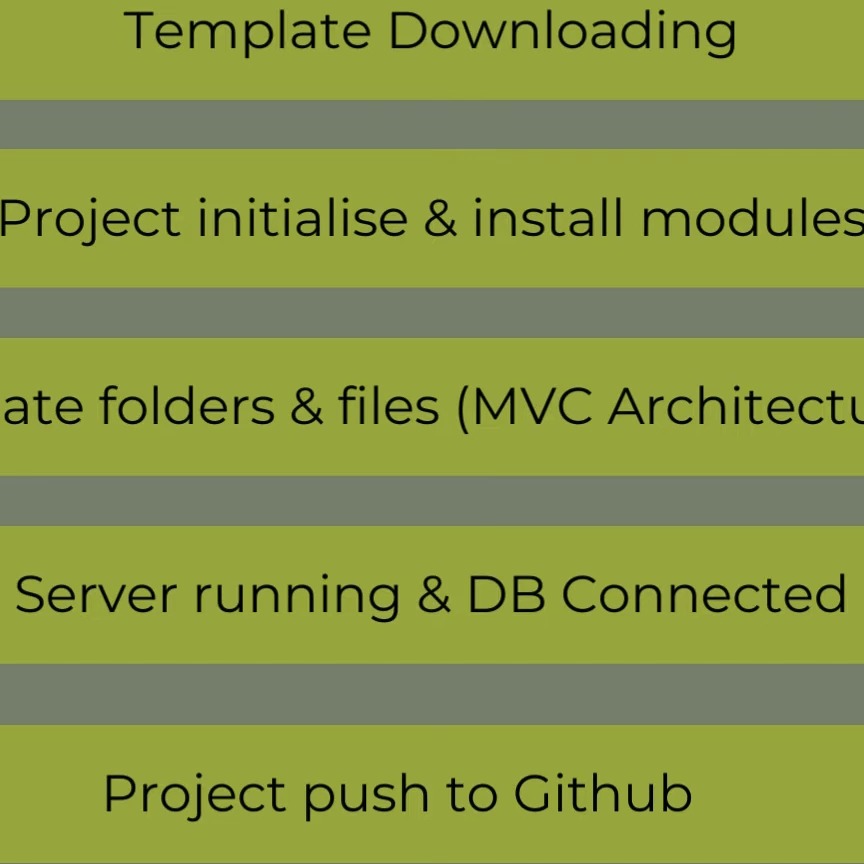 Template Downloading
Project initialise & install modules
ate folders & files (MVC Architectu
Server running & DB Connected
Project push to Github